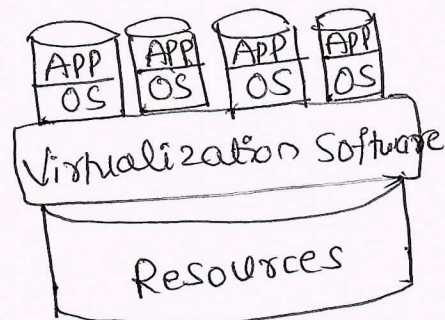 APP APP APP APP
OS OS OS OS
Virtualization Software
Resources